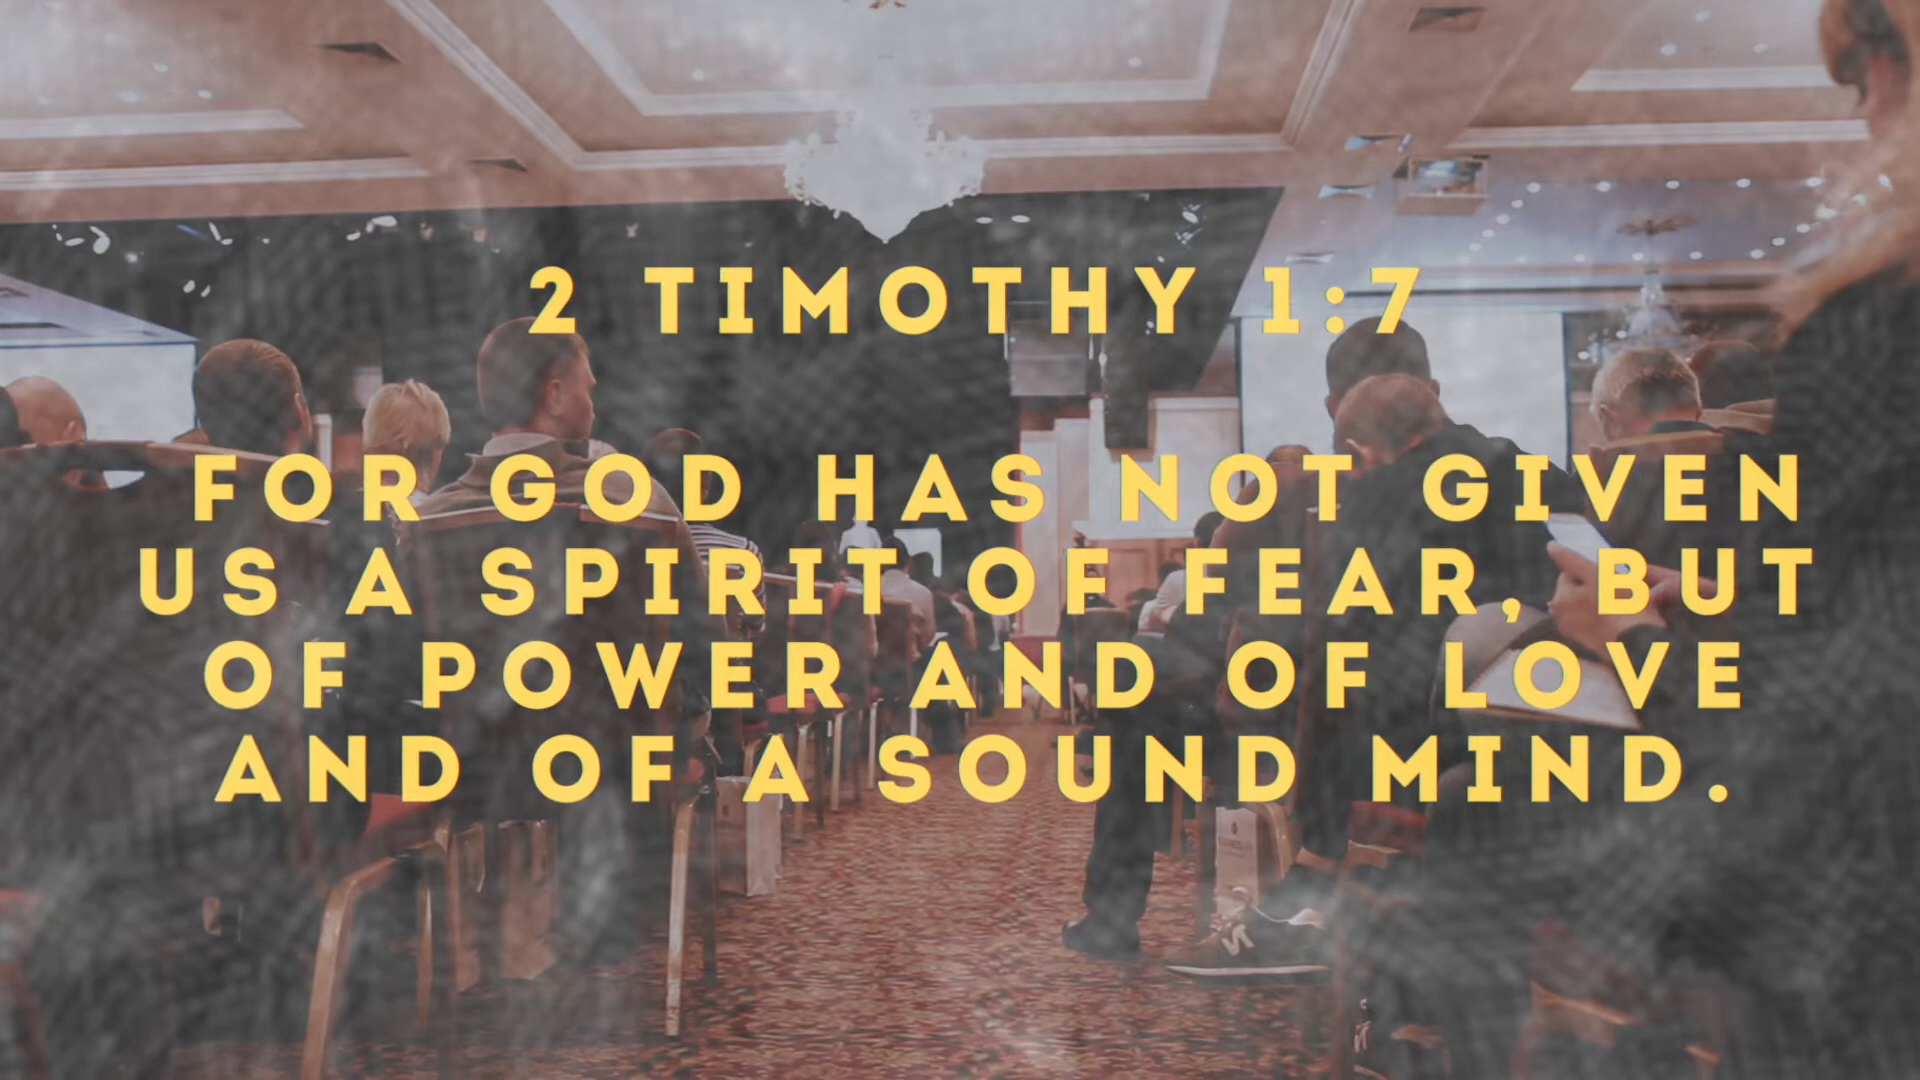 2 TIMOTHY 1:7
FOR GOD HAS NOT GIVEN
US A SPIRIT OF FEAR, BUT
OF POWER AND OF LOVE
AND OF A SOUND MIND.